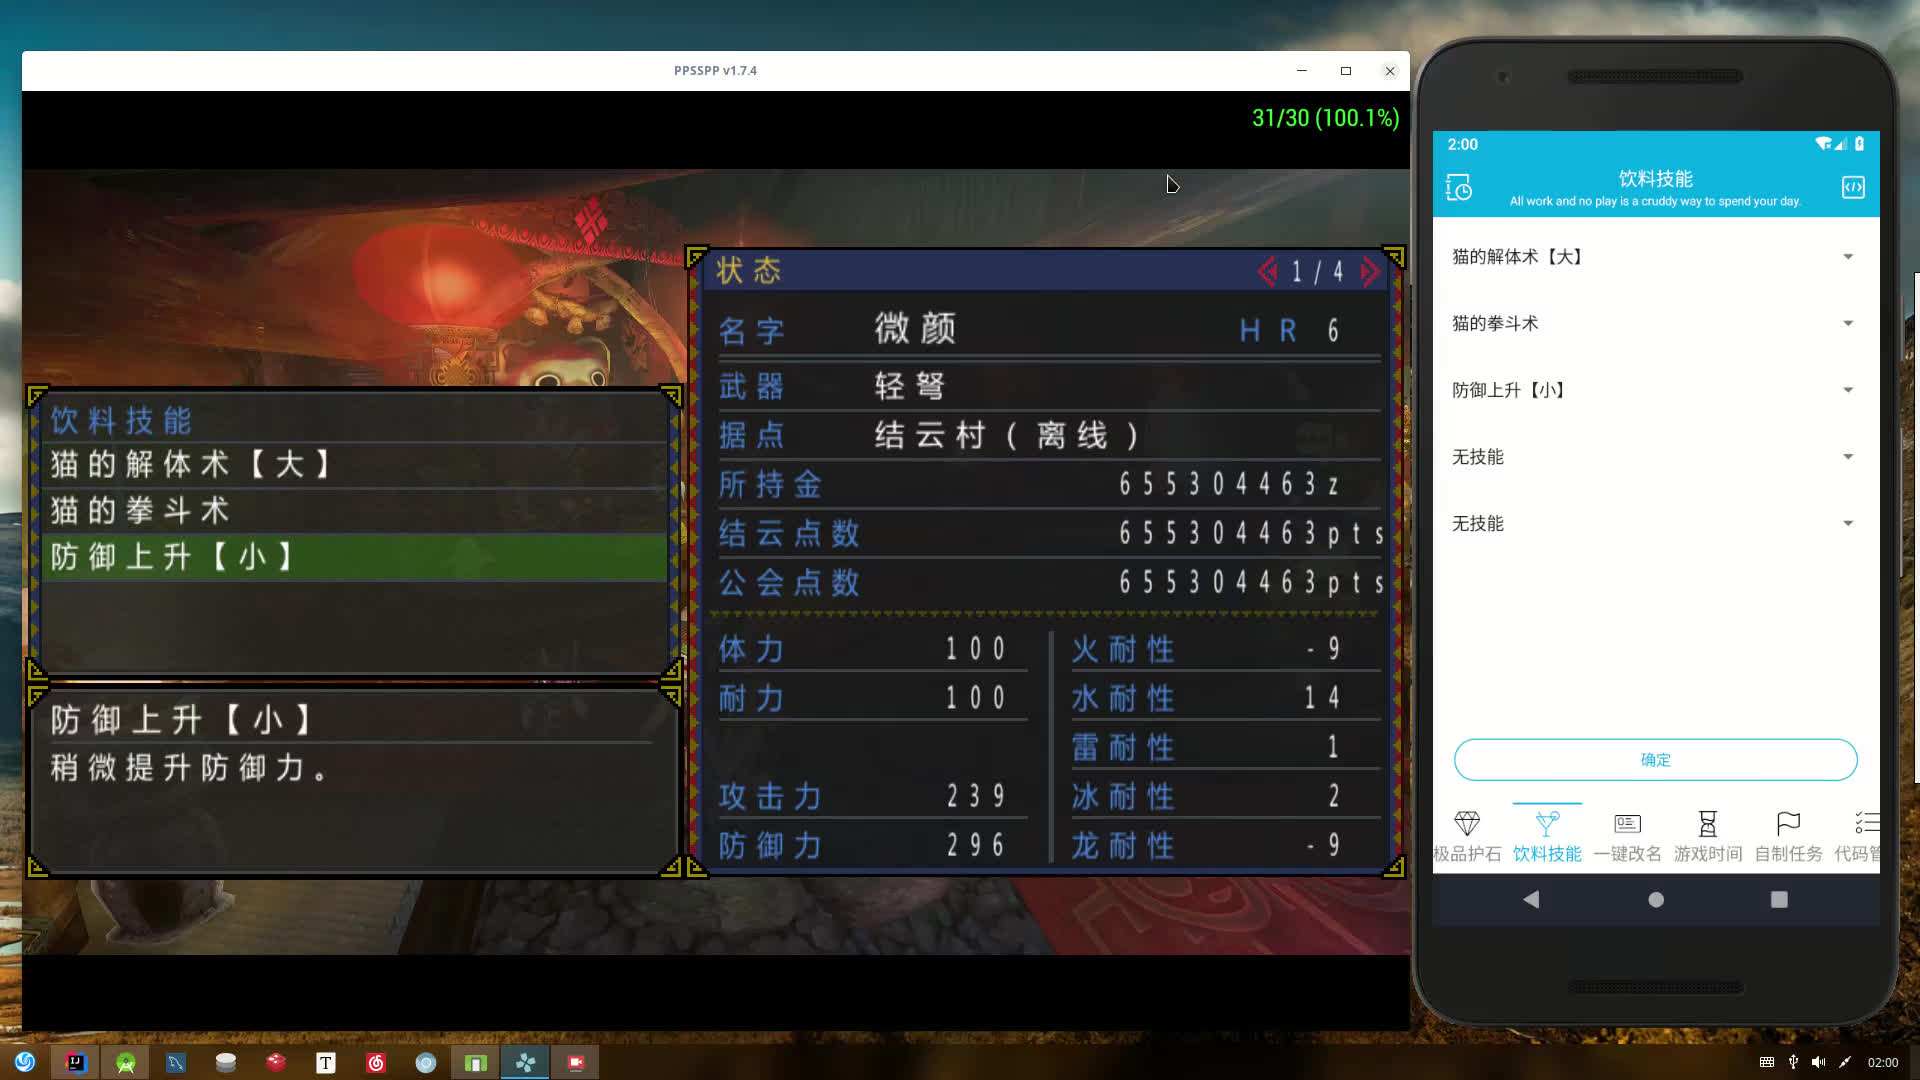 PPSSPP v1.7.4
31/30 (100.1%)
饮料技能
猫的解体术【大】
猫的拳斗术
防御上升【小】
防御上升【小】
稍微提升防御力。
状态
1/4
名字 微颜 HR 6
武器 轻弩
据点 结云村(离线)
所持金 655304463z
结云点数 655304463pts
公会点数 655304463pts
体力 100
耐力 100
攻击力 239
防御力 296
火耐性 -9
水耐性 14
雷耐性 1
冰耐性 2
龙耐性 -9
2:00
饮料技能
All work and no play is a cruddy way to spend your day.
猫的解体术【大】
猫的拳斗术
防御上升【小】
无技能
无技能
确定
极品护石 饮料技能 一键改名 游戏时间 自制任务 代码管
IJ
T
02:00